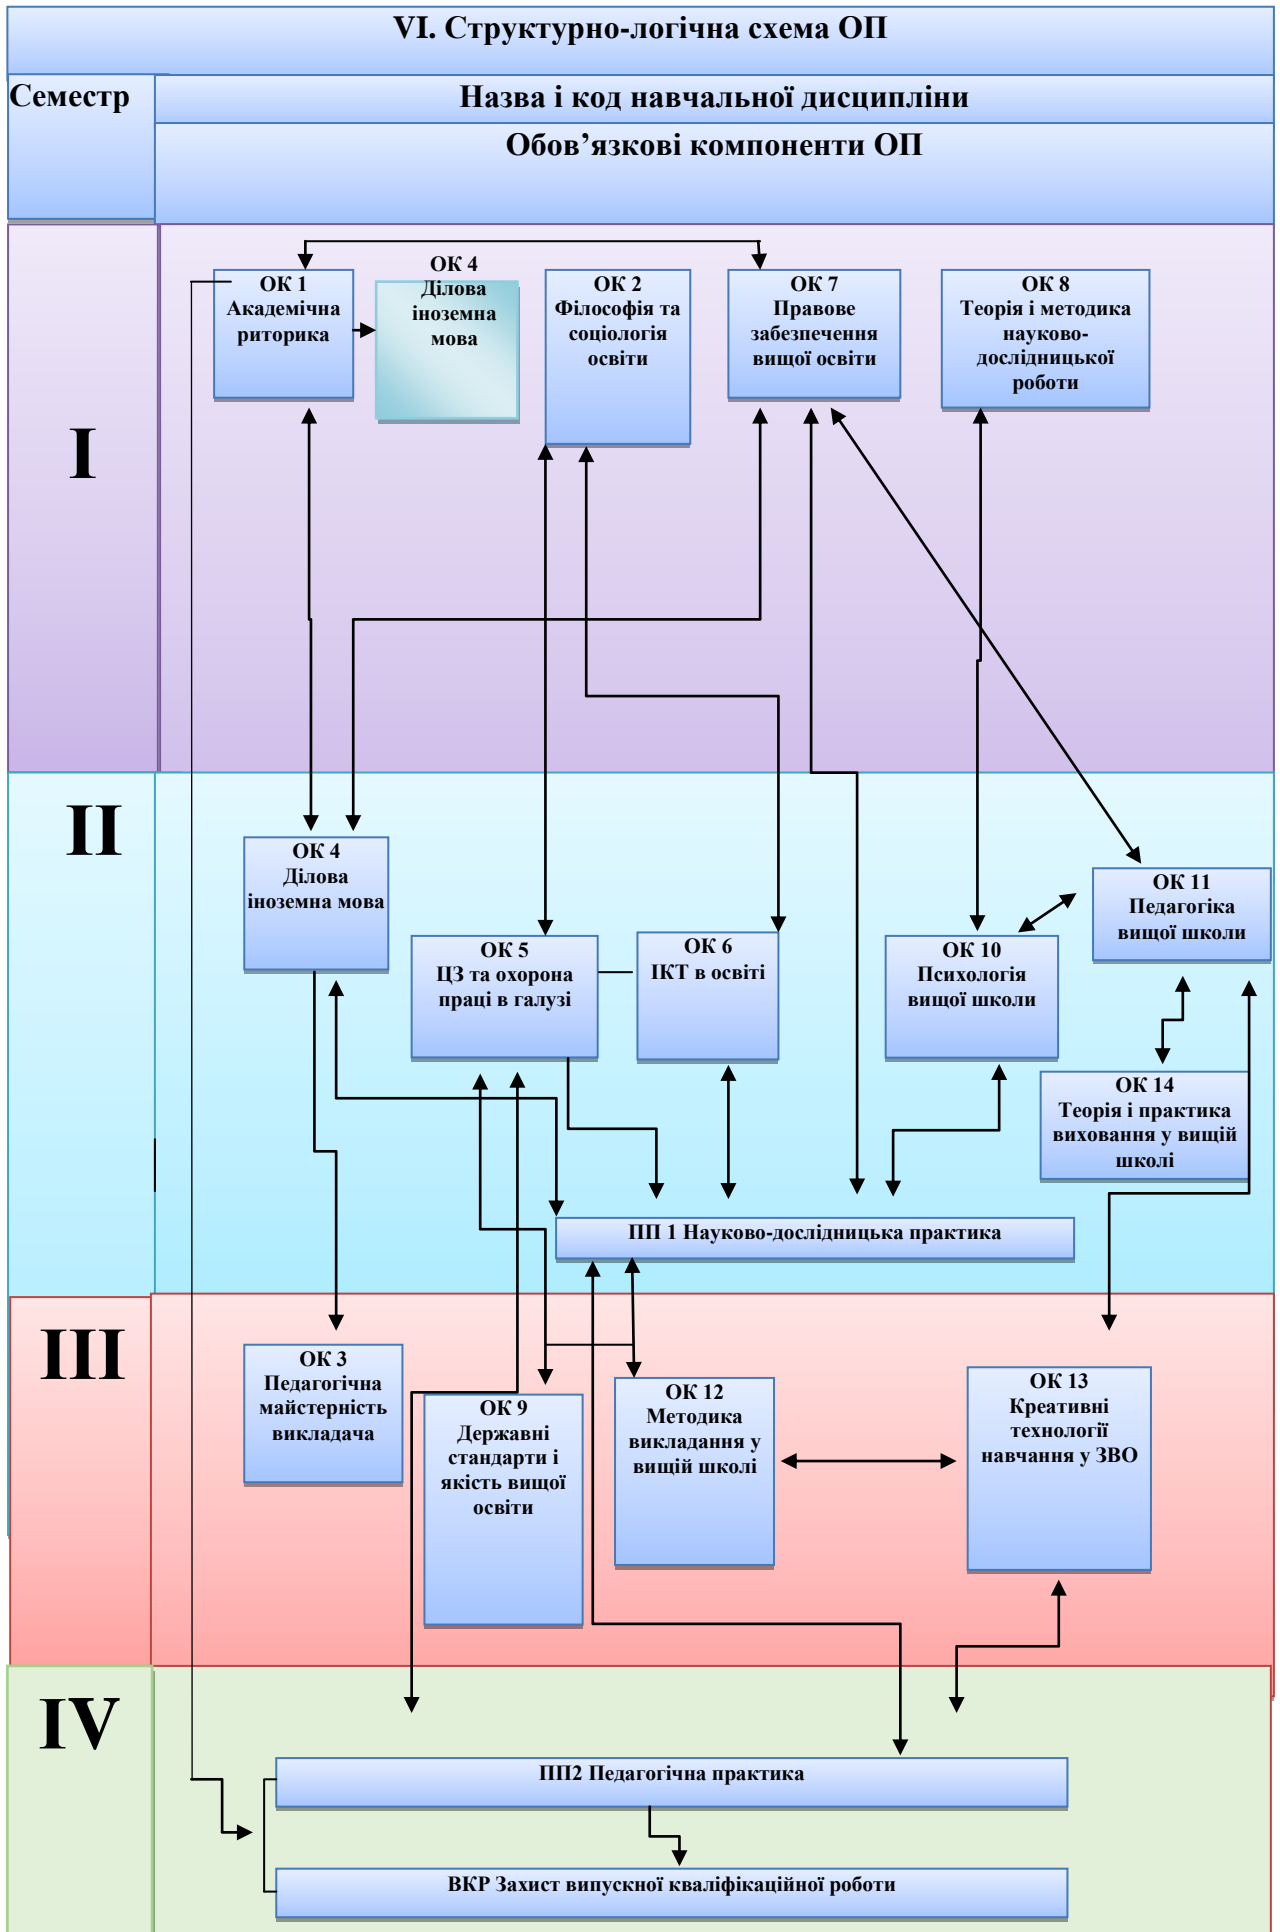 VI. Структурно-логічна схема ОП
Семестр
Назва і код навчальної дисципліни
Обов’язкові компоненти ОП
I
ОК 1
Академічна
риторика
ОК 4
Ділова
іноземна
мова
ОК 2
Філософія та
соціологія
освіти
ОК 7
Правове
забезпечення
вищої освіти
ОК 8
Теорія і методика
науково-
дослідницької
роботи
II
ОК 4
Ділова
іноземна мова
ОК 5
ЦЗ та охорона
праці в галузі
ОК 6
ІКТ в освіті
ОК 10
Психологія
вищої школи
ОК 11
Педагогіка
вищої школи
ОК 14
Теорія і практика
виховання у вищій
школі
ПП 1 Науково-дослідницька практика
III
ОК 3
Педагогічна
майстерність
викладача
ОК 9
Державні
стандарти і
якість вищої
освіти
ОК 12
Методика
викладання у
вищій школі
ОК 13
Креативні
технології
навчання у ЗВО
IV
ПП2 Педагогічна практика
ВКР Захист випускної кваліфікаційної роботи